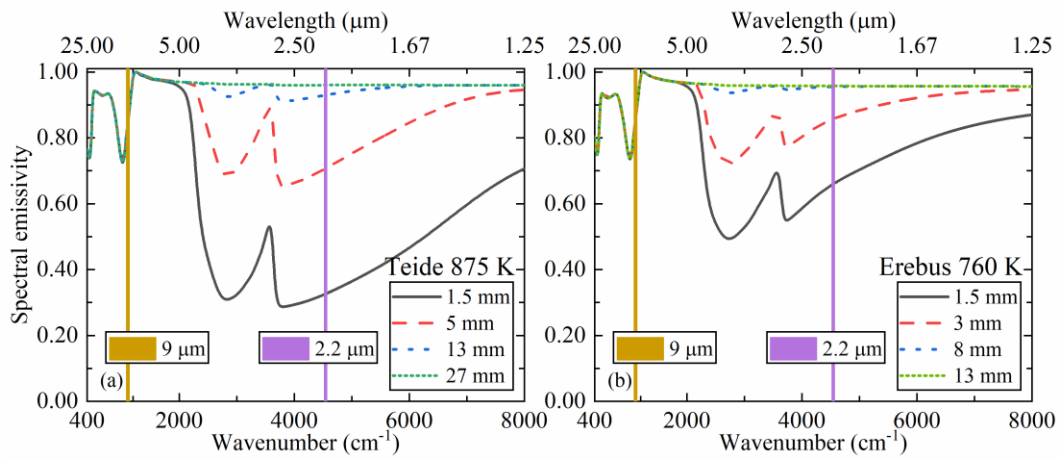 Wavelength (μm)
25.00 5.00 2.50 1.67 1.25
1.00
0.80
0.60
0.40
0.20
0.00
Spectral emissivity
Teide 875 K
1.5 mm
5 mm
13 mm
27 mm
9 μm
2.2 μm
(a)
400 2000 4000 6000 8000
Wavenumber (cm⁻¹)
Wavelength (μm)
25.00 5.00 2.50 1.67 1.25
1.00
0.80
0.60
0.40
0.20
0.00
Erebus 760 K
1.5 mm
3 mm
8 mm
13 mm
9 μm
2.2 μm
(b)
400 2000 4000 6000 8000
Wavenumber (cm⁻¹)